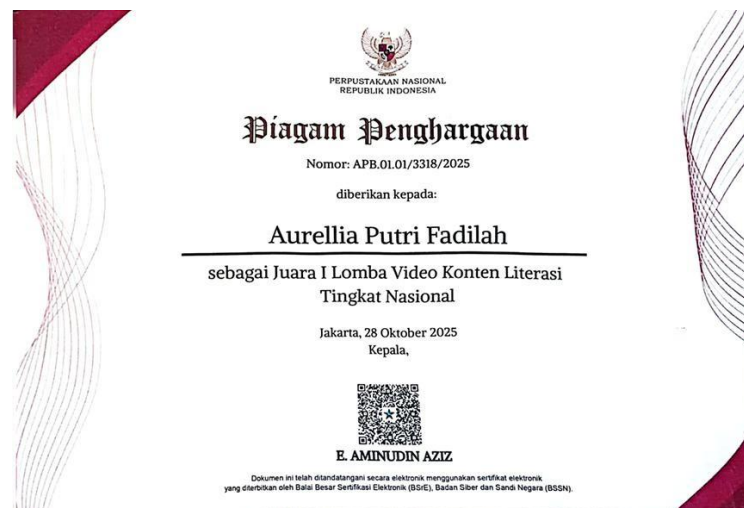 PERPUSTAKAAN NASIONAL
REPUBLIK INDONESIA
Piagam Penghargaan
Nomor: APB.01.01/3318/2025
diberikan kepada:
Aurellia Putri Fadilah
sebagai Juara I Lomba Video Konten Literasi
Tingkat Nasional
Jakarta, 28 Oktober 2025
Kepala,
E. AMINUDIN AZIZ
Dokumen ini telah ditandatangani secara elektronik menggunakan sertifikat elektronik
yang diterbitkan oleh Balai Besar Sertifikasi Elektronik (BSrE), Badan Siber dan Sandi Negara (BSSN).